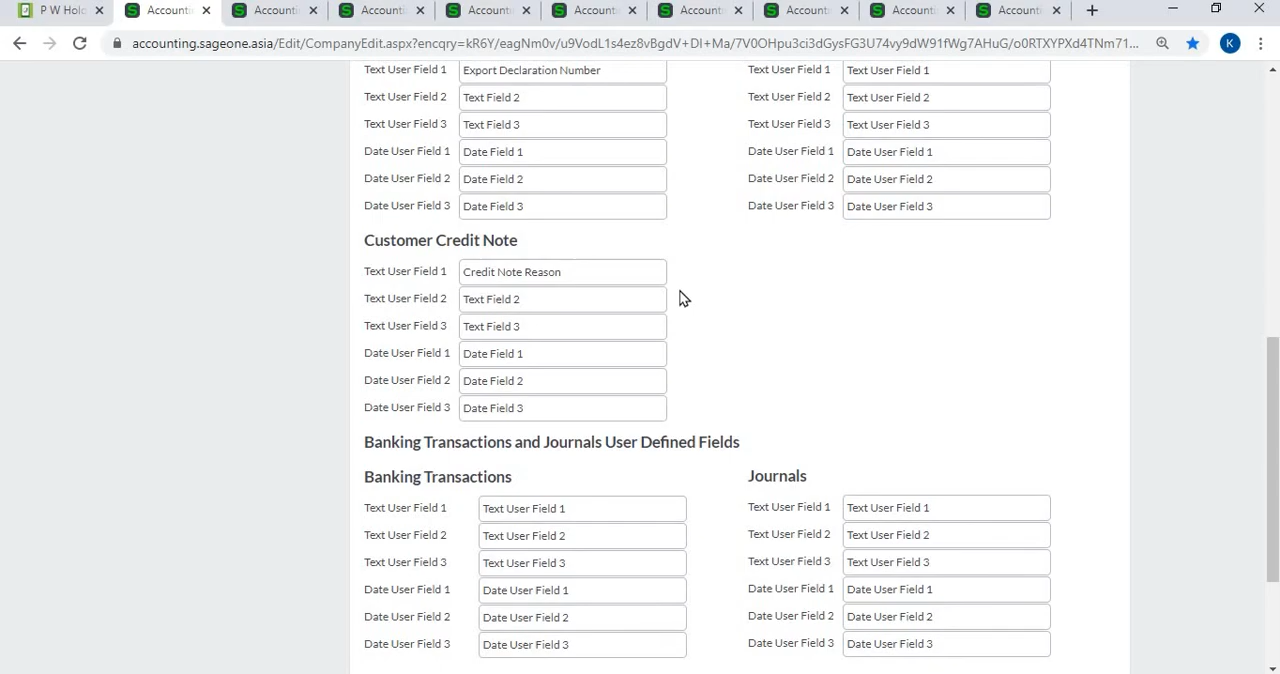 P W Hol
Accounti
Accounti
Accounti
Accounti
Accounti
Accounti
Accounti
Accounti
Accounti
accounting.sageone.asia/Edit/CompanyEdit.aspx?encqry=kR6Y/eagNm0v/u9VodL1s4ez8vBgdV+DI+Ma/7V0OHpu3ci3dGysFG3U74vy9dW91fWg7AHuG/o0RTXYPXd4TNm71...
K
Text User Field 1 Export Declaration Number
Text User Field 2 Text Field 2
Text User Field 3 Text Field 3
Date User Field 1 Date Field 1
Date User Field 2 Date Field 2
Date User Field 3 Date Field 3
Text User Field 1 Text User Field 1
Text User Field 2 Text User Field 2
Text User Field 3 Text User Field 3
Date User Field 1 Date User Field 1
Date User Field 2 Date User Field 2
Date User Field 3 Date User Field 3
Customer Credit Note
Text User Field 1 Credit Note Reason
Text User Field 2 Text Field 2
Text User Field 3 Text Field 3
Date User Field 1 Date Field 1
Date User Field 2 Date Field 2
Date User Field 3 Date Field 3
Banking Transactions and Journals User Defined Fields
Banking Transactions
Text User Field 1 Text User Field 1
Text User Field 2 Text User Field 2
Text User Field 3 Text User Field 3
Date User Field 1 Date User Field 1
Date User Field 2 Date User Field 2
Date User Field 3 Date User Field 3
Journals
Text User Field 1 Text User Field 1
Text User Field 2 Text User Field 2
Text User Field 3 Text User Field 3
Date User Field 1 Date User Field 1
Date User Field 2 Date User Field 2
Date User Field 3 Date User Field 3